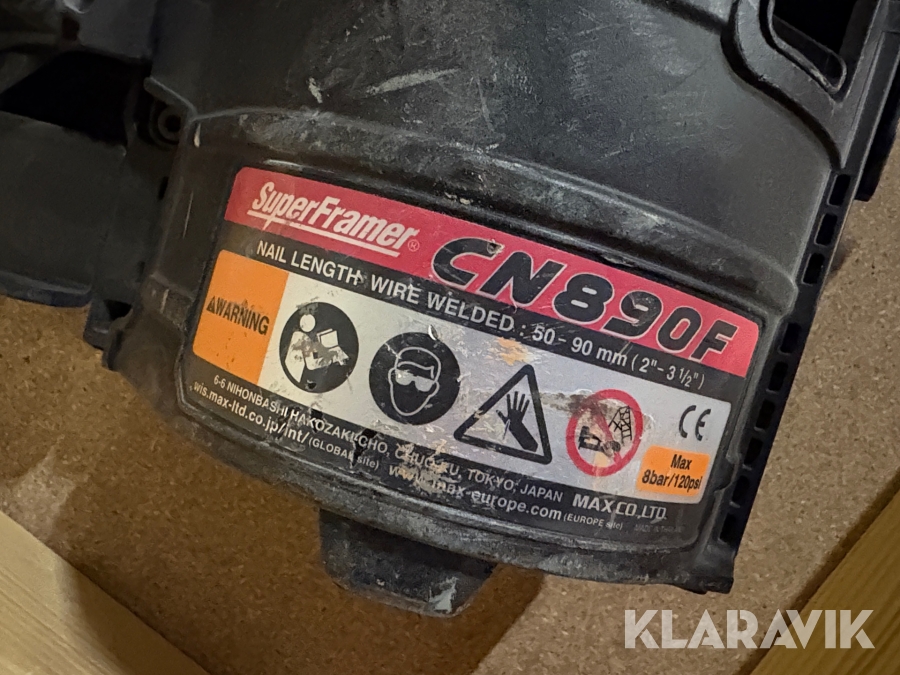 SuperFramer®
CN890F
NAIL LENGTH WIRE WELDED : 50 - 90 mm ( 2" - 3 1/2" )
WARNING
6-6 NIHONBASHI HAKOZAKI-CHO, CHUO-KU, TOKYO, JAPAN MAX CO., LTD.
wis.max-ltd.co.jp/int/ (GLOBAL site) www.max-europe.com (EUROPE site)
CE
Max
8bar/120psi
KLARAVIK